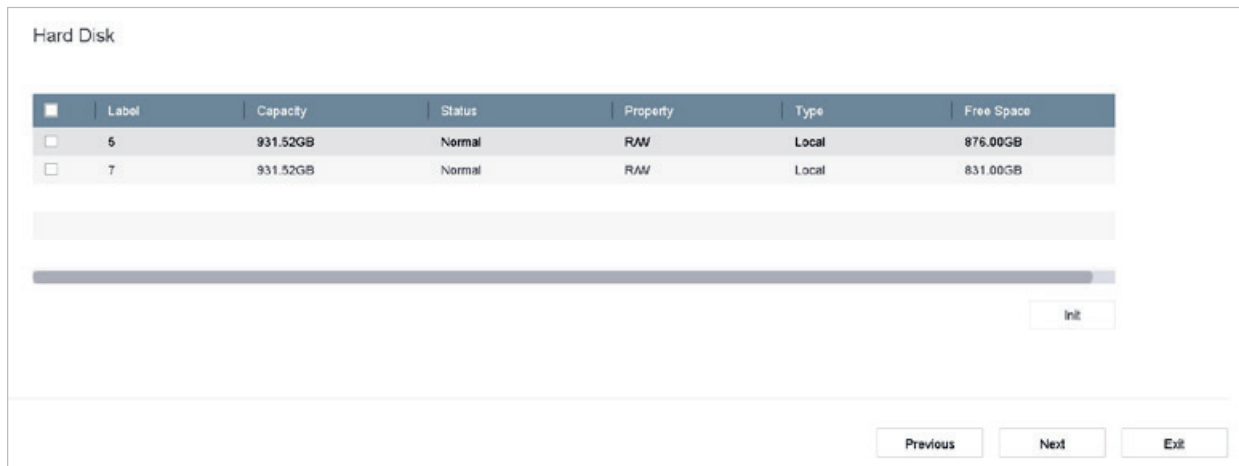 Hard Disk
Label Capacity Status Property Type Free Space
5 931.52GB Normal R/W Local 876.00GB
7 931.52GB Normal R/W Local 831.00GB
Init
Previous Next Exit